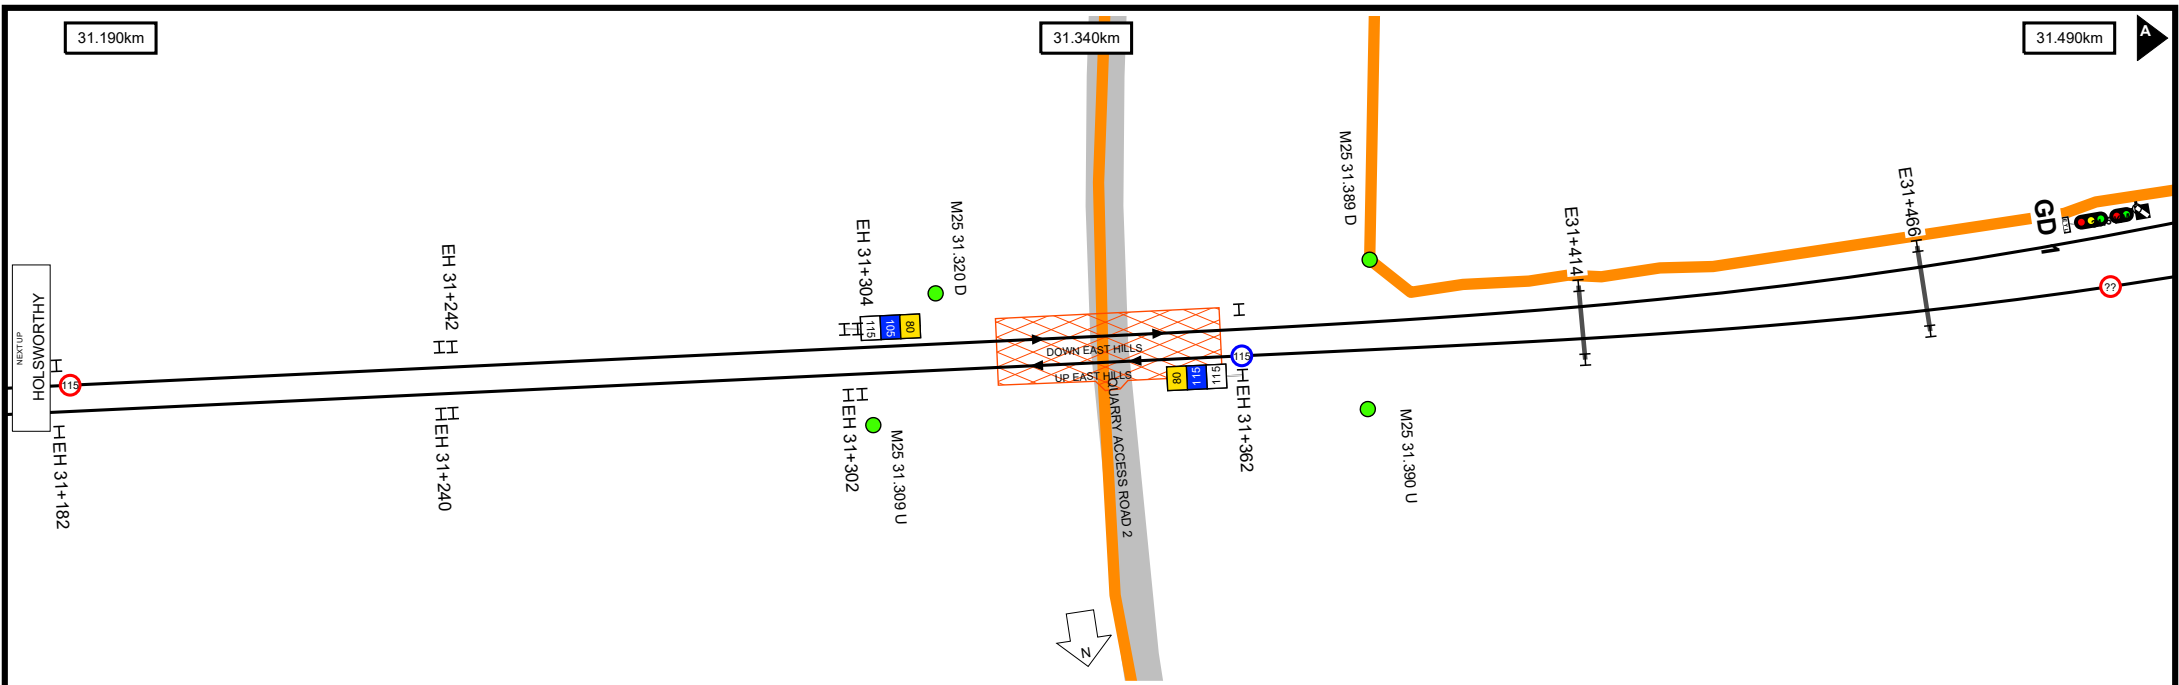 31.190km
31.340km
31.490km
A
HOLSWORTHY
NEXT UP
115
EH 31+182
EH 31+242
EH 31+240
EH 31+304
115
105
80
M25 31.320 D
EH 31+302
M25 31.309 U
DOWN EAST HILLS
UP EAST HILLS
QUARRY ACCESS ROAD 2
80
115
115
115
EH 31+362
M25 31.389 D
M25 31.390 U
E31+414
E31+466
GD 1
??
N